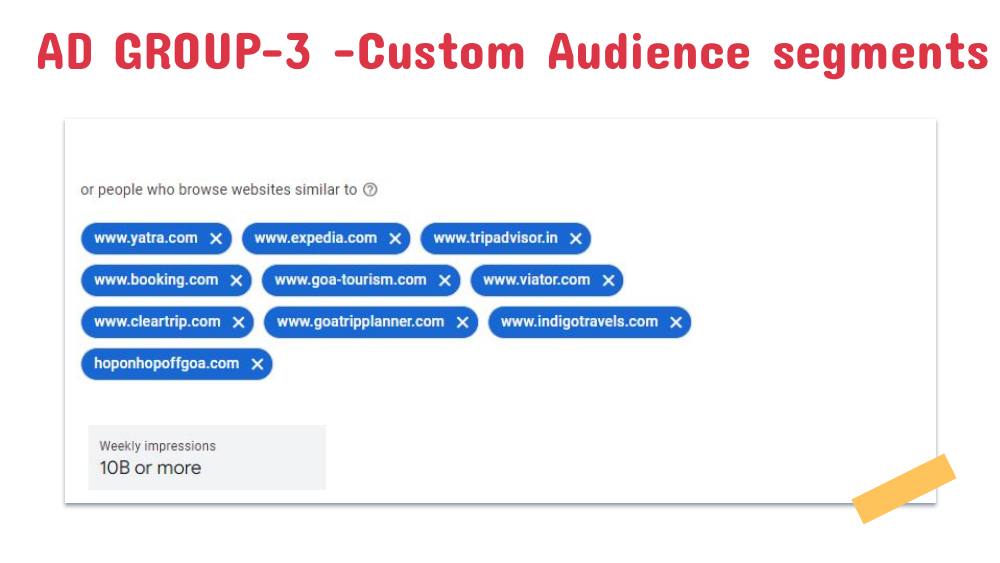 AD GROUP-3 -Custom Audience segments
or people who browse websites similar to
www.yatra.com www.expedia.com www.tripadvisor.in
www.booking.com www.goa-tourism.com www.viator.com
www.cleartrip.com www.goatripplanner.com www.indigotravels.com
hoponhopoffgoa.com
Weekly impressions
10B or more